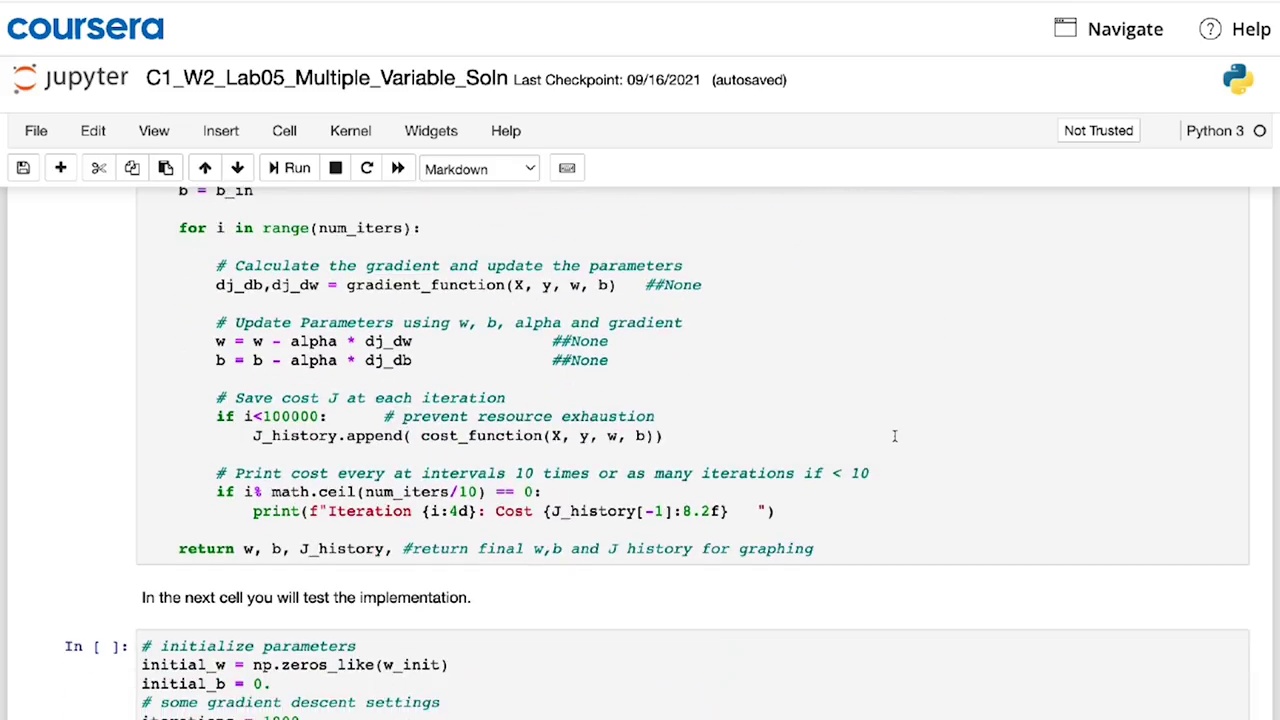 coursera
Navigate
Help
jupyter C1_W2_Lab05_Multiple_Variable_Soln Last Checkpoint: 09/16/2021 (autosaved)
File Edit View Insert Cell Kernel Widgets Help
Not Trusted
Python 3
Run
Markdown
b = b_in
for i in range(num_iters):
# Calculate the gradient and update the parameters
dj_db,dj_dw = gradient_function(X, y, w, b) ##None
# Update Parameters using w, b, alpha and gradient
w = w - alpha * dj_dw ##None
b = b - alpha * dj_db ##None
# Save cost J at each iteration
if i<100000: # prevent resource exhaustion
J_history.append( cost_function(X, y, w, b))
# Print cost every at intervals 10 times or as many iterations if < 10
if i% math.ceil(num_iters/10) == 0:
print(f"Iteration {i:4d}: Cost {J_history[-1]:8.2f} ")
return w, b, J_history, #return final w,b and J history for graphing
In the next cell you will test the implementation.
In [ ]: # initialize parameters
initial_w = np.zeros_like(w_init)
initial_b = 0.
# some gradient descent settings
iterations = 1000